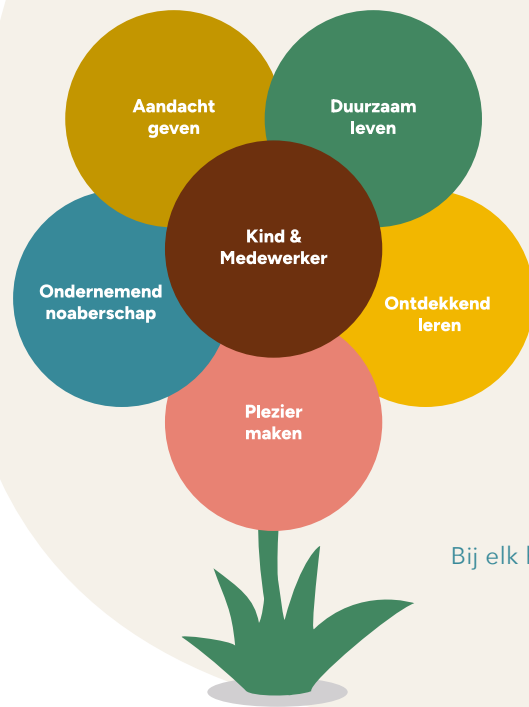 Aandacht
geven
Duurzaam
leven
Kind &
Medewerker
Ondernemend
noaberschap
Ontdekkend
leren
Plezier
maken
Bij elk